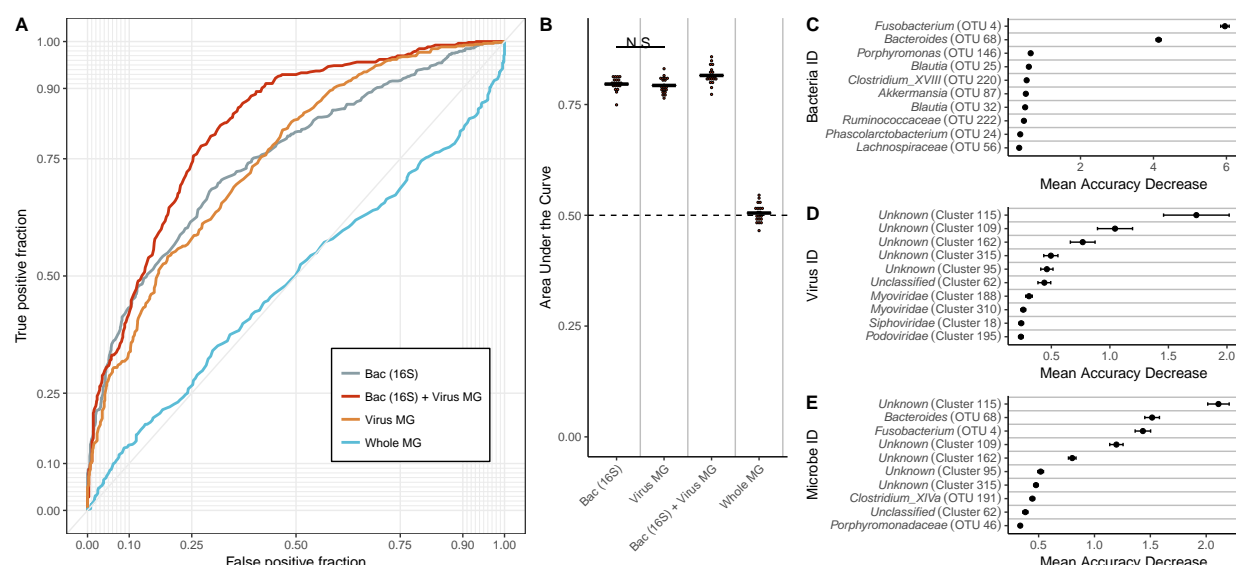 A
True positive fraction
1.00
0.90
0.75
0.50
0.25
0.10
0.00
Bac (16S)
Bac (16S) + Virus MG
Virus MG
Whole MG
0.00 0.10 0.25 0.50 0.75 0.90 1.00
False positive fraction
B
Area Under the Curve
N.S.
0.75
0.50
0.25
0.00
Bac (16S)
Virus MG
Bac (16S) + Virus MG
Whole MG
C
Bacteria ID
Fusobacterium (OTU 4)
Bacteroides (OTU 68)
Porphyromonas (OTU 146)
Blautia (OTU 25)
Clostridium_XVIII (OTU 220)
Akkermansia (OTU 87)
Blautia (OTU 32)
Ruminococcaceae (OTU 222)
Phascolarctobacterium (OTU 24)
Lachnospiraceae (OTU 56)
2 4 6
Mean Accuracy Decrease
D
Virus ID
Unknown (Cluster 115)
Unknown (Cluster 109)
Unknown (Cluster 162)
Unknown (Cluster 315)
Unknown (Cluster 95)
Unclassified (Cluster 62)
Myoviridae (Cluster 188)
Myoviridae (Cluster 310)
Siphoviridae (Cluster 18)
Podoviridae (Cluster 195)
0.5 1.0 1.5 2.0
Mean Accuracy Decrease
E
Microbe ID
Unknown (Cluster 115)
Bacteroides (OTU 68)
Fusobacterium (OTU 4)
Unknown (Cluster 109)
Unknown (Cluster 162)
Unknown (Cluster 95)
Unknown (Cluster 315)
Clostridium_XIVa (OTU 191)
Unclassified (Cluster 62)
Porphyromonadaceae (OTU 46)
0.5 1.0 1.5 2.0
Mean Accuracy Decrease